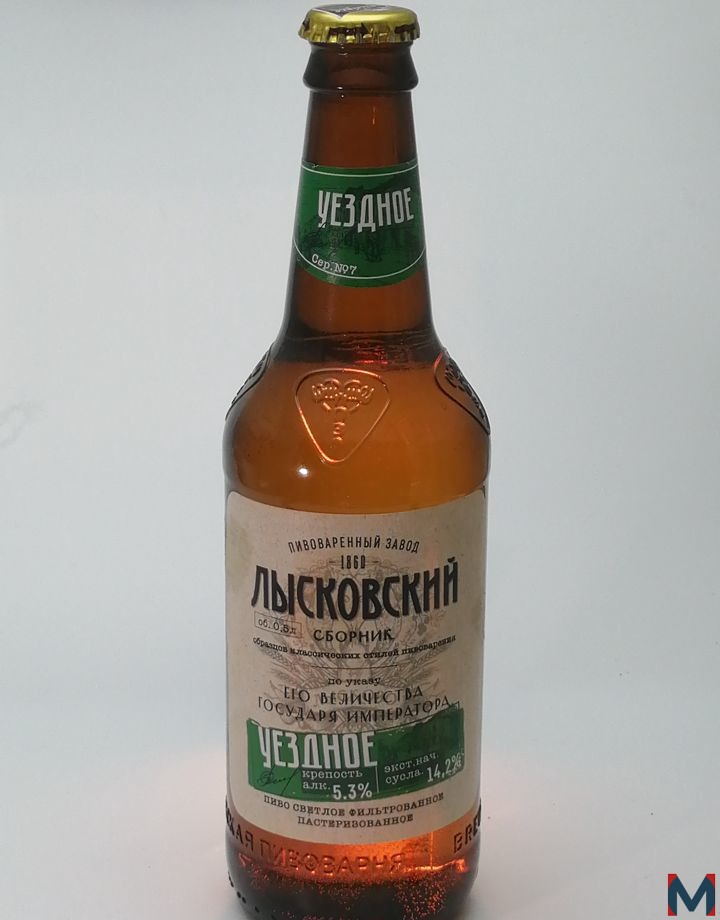 УЕЗДНОЕ
Сер. №7
ПИВОВАРЕННЫЙ ЗАВОД
1860
ЛЫСКОВСКИЙ
об. 0,5л
СБОРНИК
образцов классических стилей пивоварения
по указу
ЕГО ВЕЛИЧЕСТВА
ГОСУДАРЯ ИМПЕРАТОРА
УЕЗДНОЕ
крепость
алк. 5.3%
экст.нач.
сусла. 14,2%
ПИВО СВЕТЛОЕ ФИЛЬТРОВАННОЕ
ПАСТЕРИЗОВАННОЕ
ПИВОВАРНЯ
M